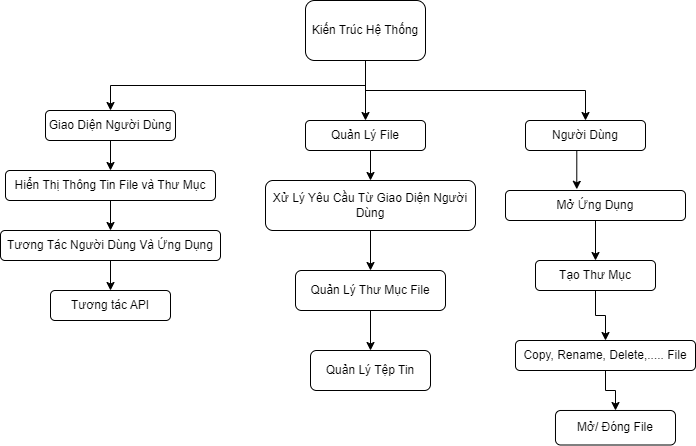 Kiến Trúc Hệ Thống
Giao Diện Người Dùng
Quản Lý File
Người Dùng
Hiển Thị Thông Tin File và Thư Mục
Xử Lý Yêu Cầu Từ Giao Diện Người
Dùng
Mở Ứng Dụng
Tương Tác Người Dùng Và Ứng Dụng
Quản Lý Thư Mục File
Tạo Thư Mục
Tương tác API
Quản Lý Tệp Tin
Copy, Rename, Delete,..... File
Mở/ Đóng File